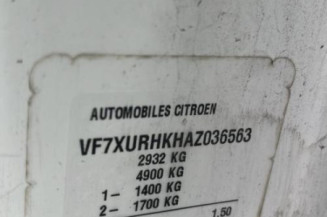 AUTOMOBILES CITROEN
VF7XURHKHAZ036563
2932 KG
4900 KG
1- 1400 KG
2- 1700 KG
1.50